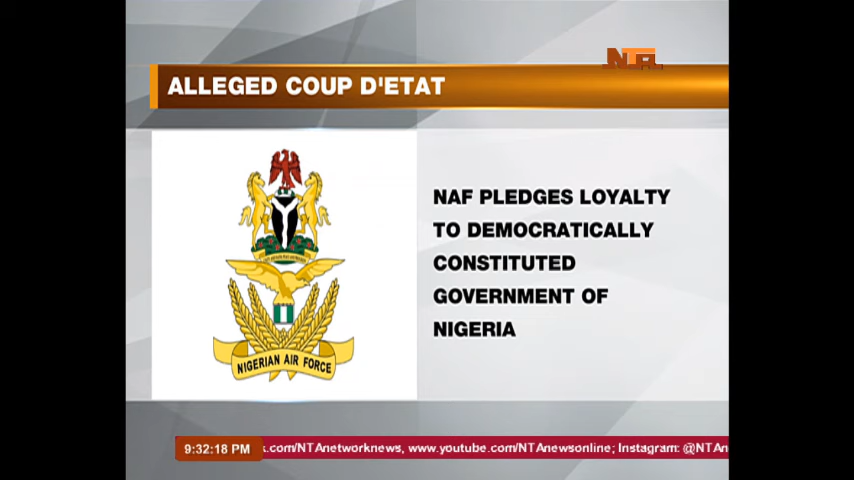 NTA
ALLEGED COUP D'ETAT
NAF PLEDGES LOYALTY
TO DEMOCRATICALLY
CONSTITUTED
GOVERNMENT OF
NIGERIA
NIGERIAN AIR FORCE
9:32:18 PM k.com/NTAnetworknews, www.youtube.com/NTAnewsonline; Instagram: @NTAn